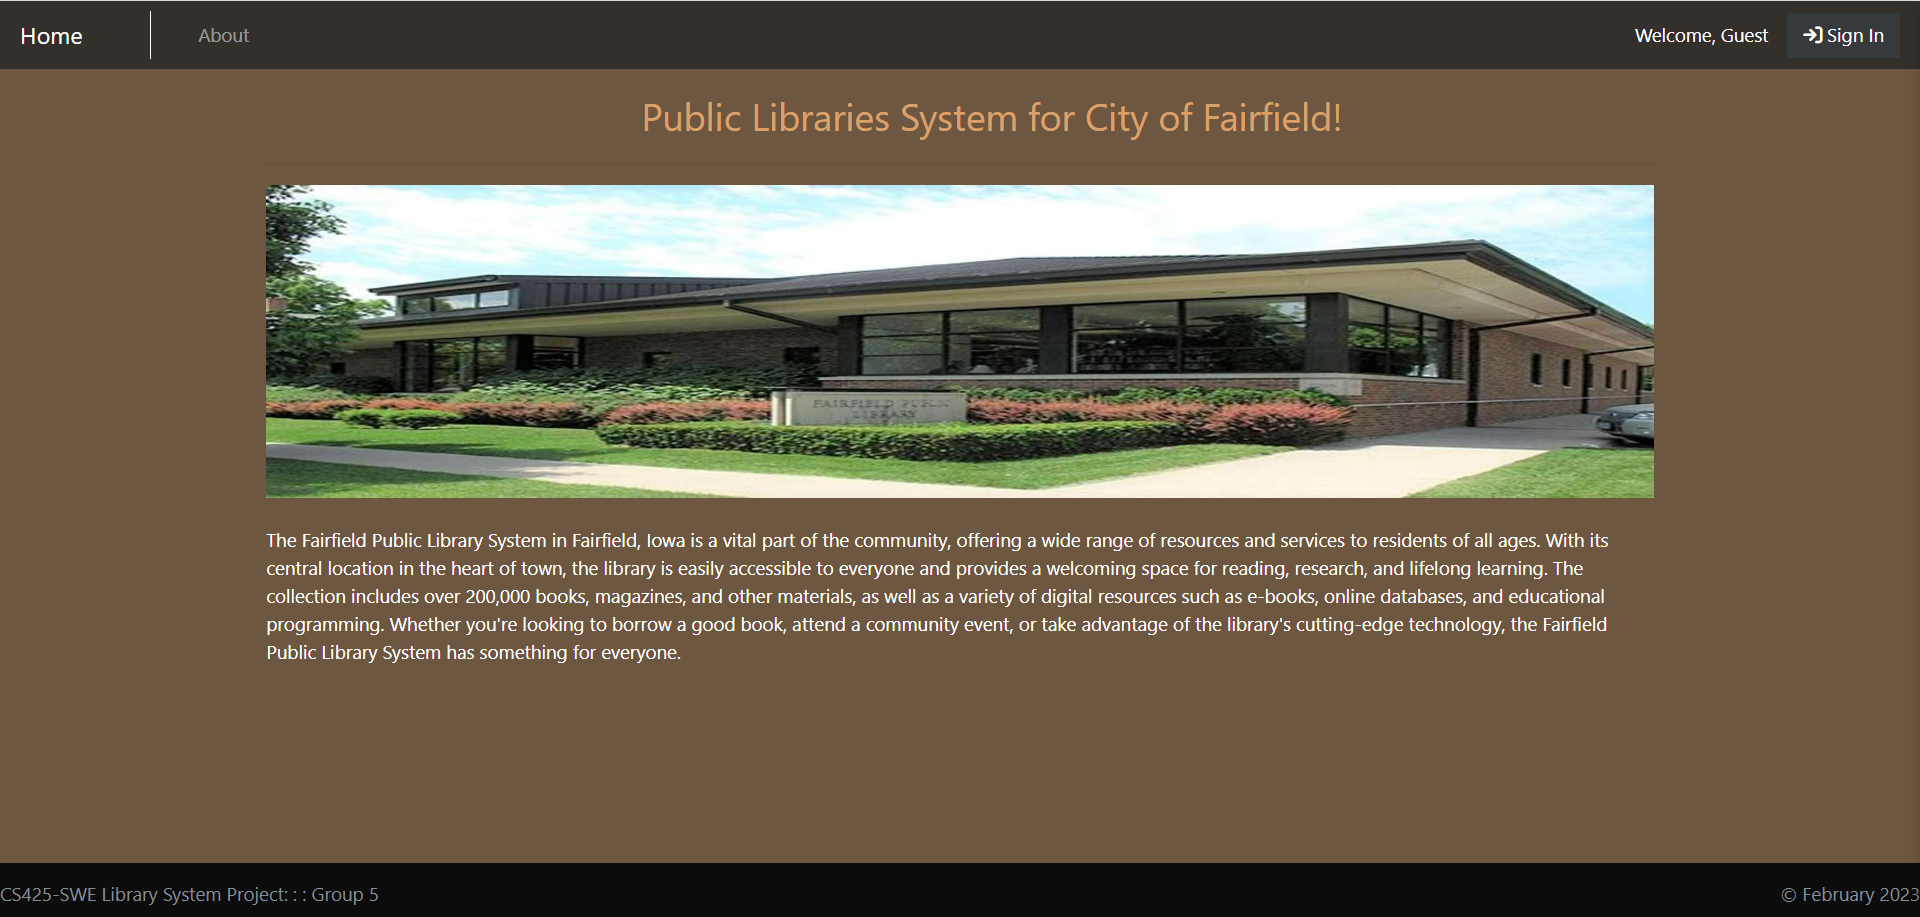 Home
About
Welcome, Guest
Sign In
Public Libraries System for City of Fairfield!
FAIRFIELD PUBLIC
LIBRARY
The Fairfield Public Library System in Fairfield, Iowa is a vital part of the community, offering a wide range of resources and services to residents of all ages. With its
central location in the heart of town, the library is easily accessible to everyone and provides a welcoming space for reading, research, and lifelong learning. The
collection includes over 200,000 books, magazines, and other materials, as well as a variety of digital resources such as e-books, online databases, and educational
programming. Whether you're looking to borrow a good book, attend a community event, or take advantage of the library's cutting-edge technology, the Fairfield
Public Library System has something for everyone.
CS425-SWE Library System Project: : : Group 5
© February 2023